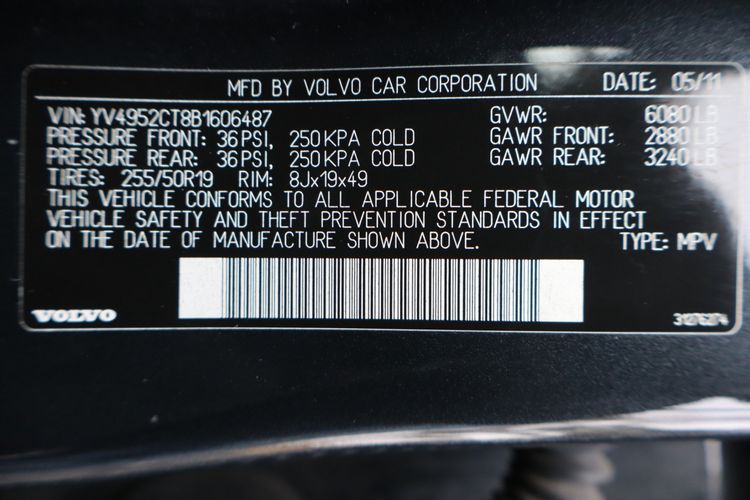 MFD BY VOLVO CAR CORPORATION DATE: 05/11
VIN: YV4952CT8B1606487 GVWR: 6080 LB
PRESSURE FRONT: 36 PSI, 250 KPA COLD GAWR FRONT: 2880 LB
PRESSURE REAR: 36 PSI, 250 KPA COLD GAWR REAR: 3240 LB
TIRES: 255/50R19 RIM: 8Jx19x49
THIS VEHICLE CONFORMS TO ALL APPLICABLE FEDERAL MOTOR
VEHICLE SAFETY AND THEFT PREVENTION STANDARDS IN EFFECT
ON THE DATE OF MANUFACTURE SHOWN ABOVE. TYPE: MPV
VOLVO